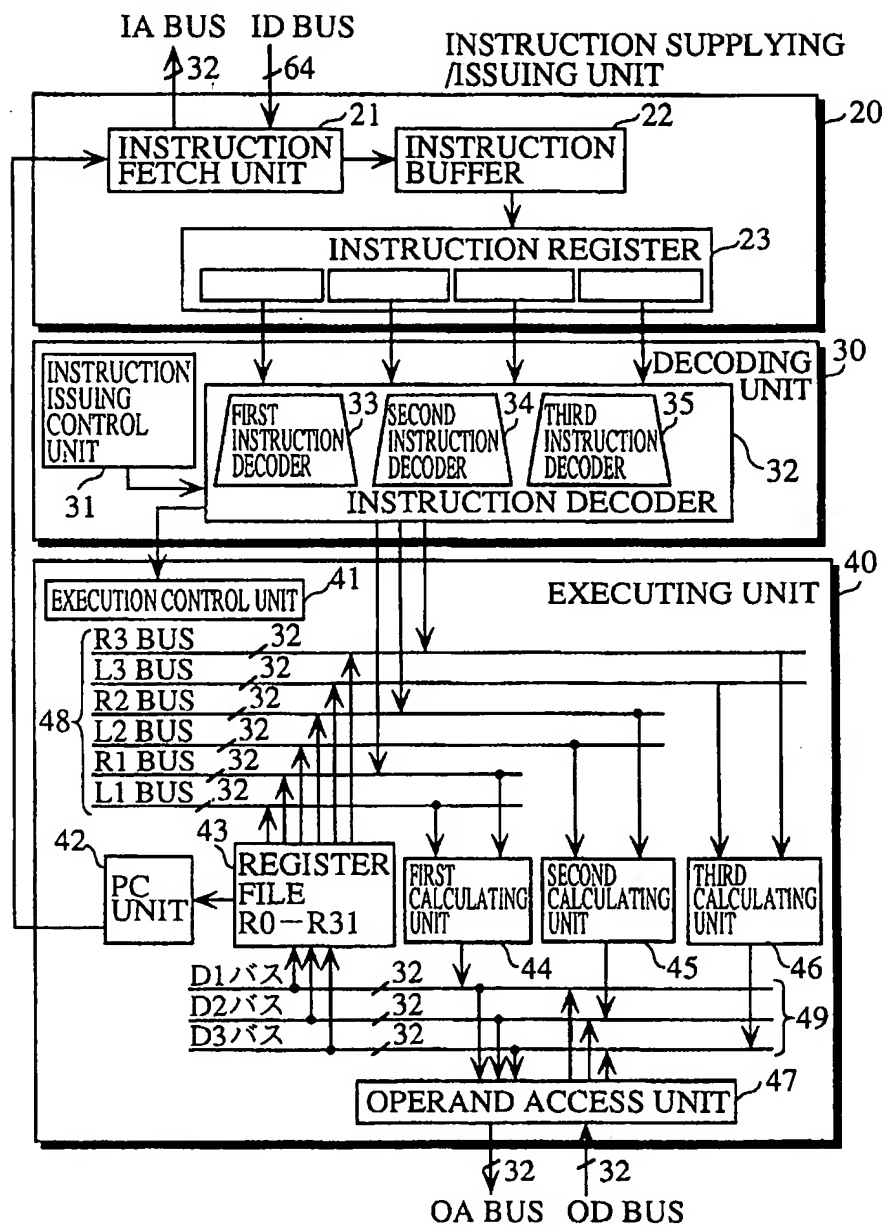 IA BUS ID BUS
32 64
INSTRUCTION SUPPLYING
/ISSUING UNIT
20
21
INSTRUCTION
FETCH UNIT
22
INSTRUCTION
BUFFER
INSTRUCTION REGISTER
23
DECODING
UNIT
30
INSTRUCTION
ISSUING
CONTROL
UNIT
31
FIRST
INSTRUCTION
DECODER
33
SECOND
INSTRUCTION
DECODER
34
THIRD
INSTRUCTION
DECODER
35
32
INSTRUCTION DECODER
EXECUTION CONTROL UNIT
41
EXECUTING UNIT
40
R3 BUS 32
L3 BUS 32
R2 BUS 32
48
L2 BUS 32
R1 BUS 32
L1 BUS 32
42
PC
UNIT
43
REGISTER
FILE
R0－R31
FIRST
CALCULATING
UNIT
44
SECOND
CALCULATING
UNIT
45
THIRD
CALCULATING
UNIT
46
D1バス 32
D2バス 32
D3バス 32
49
OPERAND ACCESS UNIT
47
32 32
OA BUS OD BUS